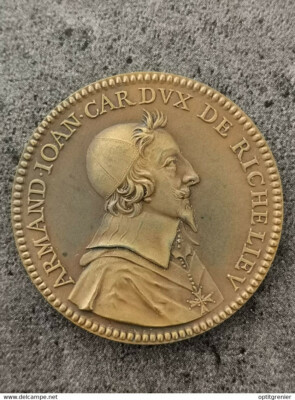 ARMAND·IOAN·CAR DVX DE RICHELIEV
www.delcampe.net
optitgrenier